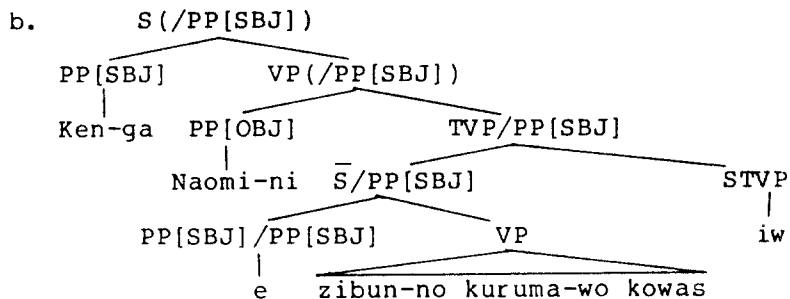 b. S(/PP[SBJ])
PP[SBJ] VP(/PP[SBJ])
Ken-ga PP[OBJ] TVP/PP[SBJ]
Naomi-ni S̄/PP[SBJ] STVP
PP[SBJ]/PP[SBJ] VP iw
e zibun-no kuruma-wo kowas